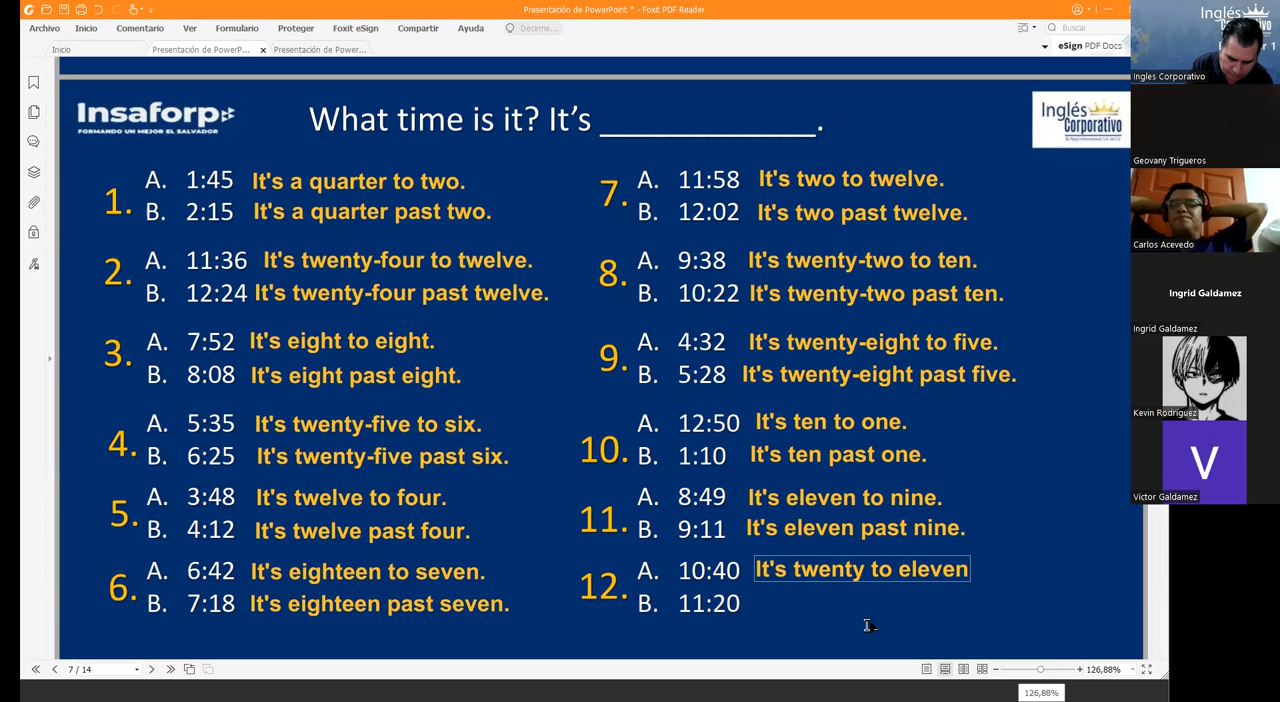 Presentación de PowerPoint * - Foxit PDF Reader
Archivo Inicio Comentario Ver Formulario Proteger Foxit eSign Compartir Ayuda Decirme... Buscar
Inicio Presentación de PowerP... Presentación de Power... eSign PDF Docs
Insaforp
FORMANDO UN MEJOR EL SALVADOR
What time is it? It's ______________.
Inglés
Corporativo
1. A. 1:45 It's a quarter to two.
B. 2:15 It's a quarter past two.
2. A. 11:36 It's twenty-four to twelve.
B. 12:24 It's twenty-four past twelve.
3. A. 7:52 It's eight to eight.
B. 8:08 It's eight past eight.
4. A. 5:35 It's twenty-five to six.
B. 6:25 It's twenty-five past six.
5. A. 3:48 It's twelve to four.
B. 4:12 It's twelve past four.
6. A. 6:42 It's eighteen to seven.
B. 7:18 It's eighteen past seven.
7. A. 11:58 It's two to twelve.
B. 12:02 It's two past twelve.
8. A. 9:38 It's twenty-two to ten.
B. 10:22 It's twenty-two past ten.
9. A. 4:32 It's twenty-eight to five.
B. 5:28 It's twenty-eight past five.
10. A. 12:50 It's ten to one.
B. 1:10 It's ten past one.
11. A. 8:49 It's eleven to nine.
B. 9:11 It's eleven past nine.
12. A. 10:40 It's twenty to eleven
B. 11:20
7 / 14 126,88%
126,88%
Inglés
Corporativo
Ingles Corporativo
Geovany Trigueros
Carlos Acevedo
Ingrid Galdamez
Ingrid Galdamez
Kevin Rodríguez
V
Victor Galdamez